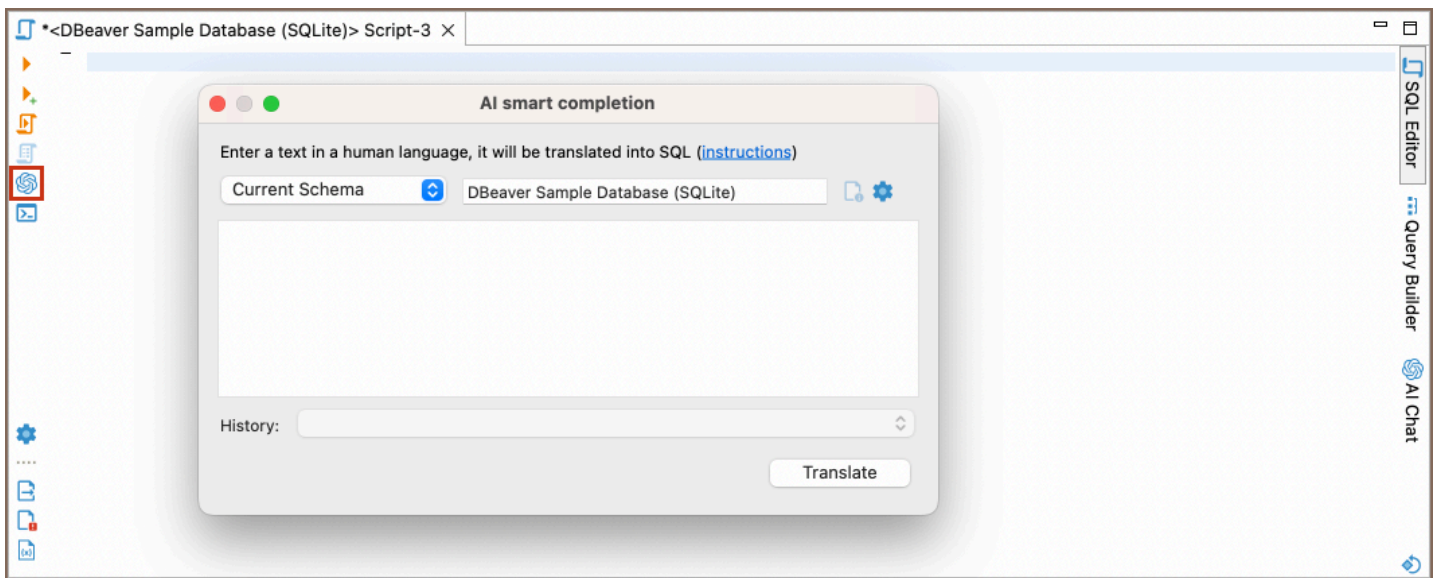 *<DBeaver Sample Database (SQLite)> Script-3
AI smart completion
Enter a text in a human language, it will be translated into SQL (instructions)
Current Schema
DBeaver Sample Database (SQLite)
History:
Translate
SQL Editor
Query Builder
AI Chat